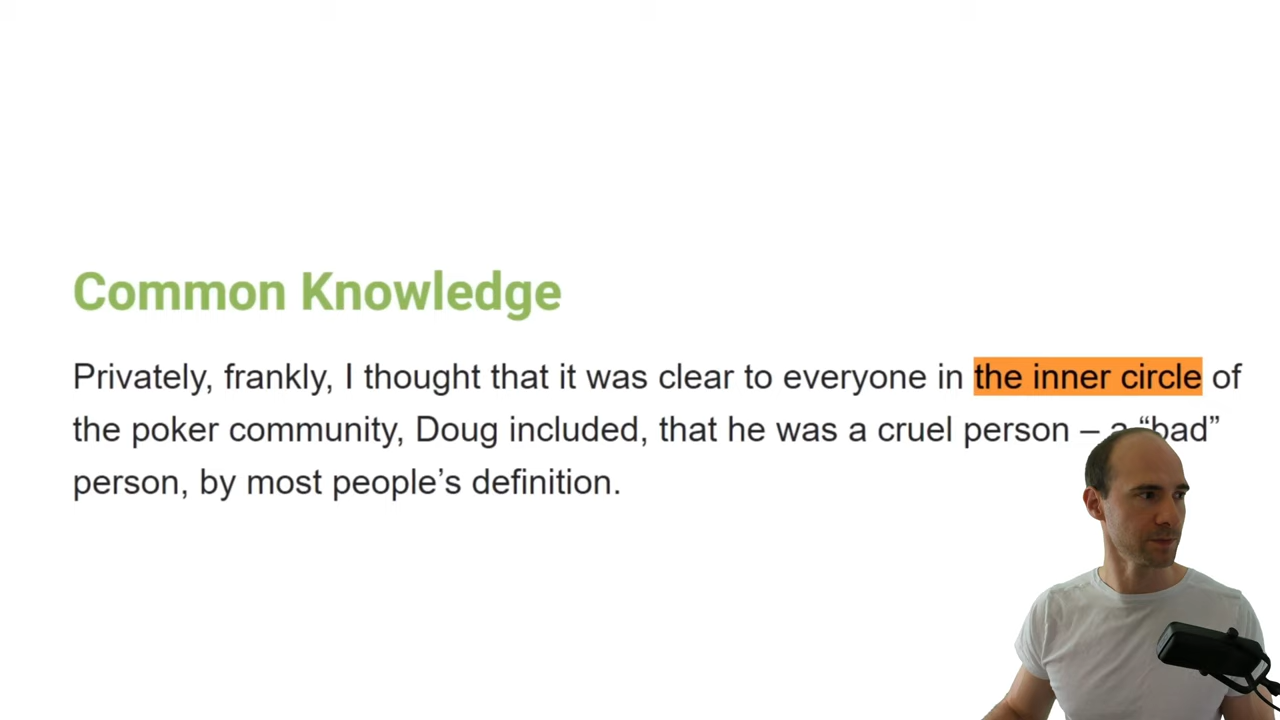 Common Knowledge
Privately, frankly, I thought that it was clear to everyone in the inner circle of
the poker community, Doug included, that he was a cruel person – a “bad”
person, by most people’s definition.